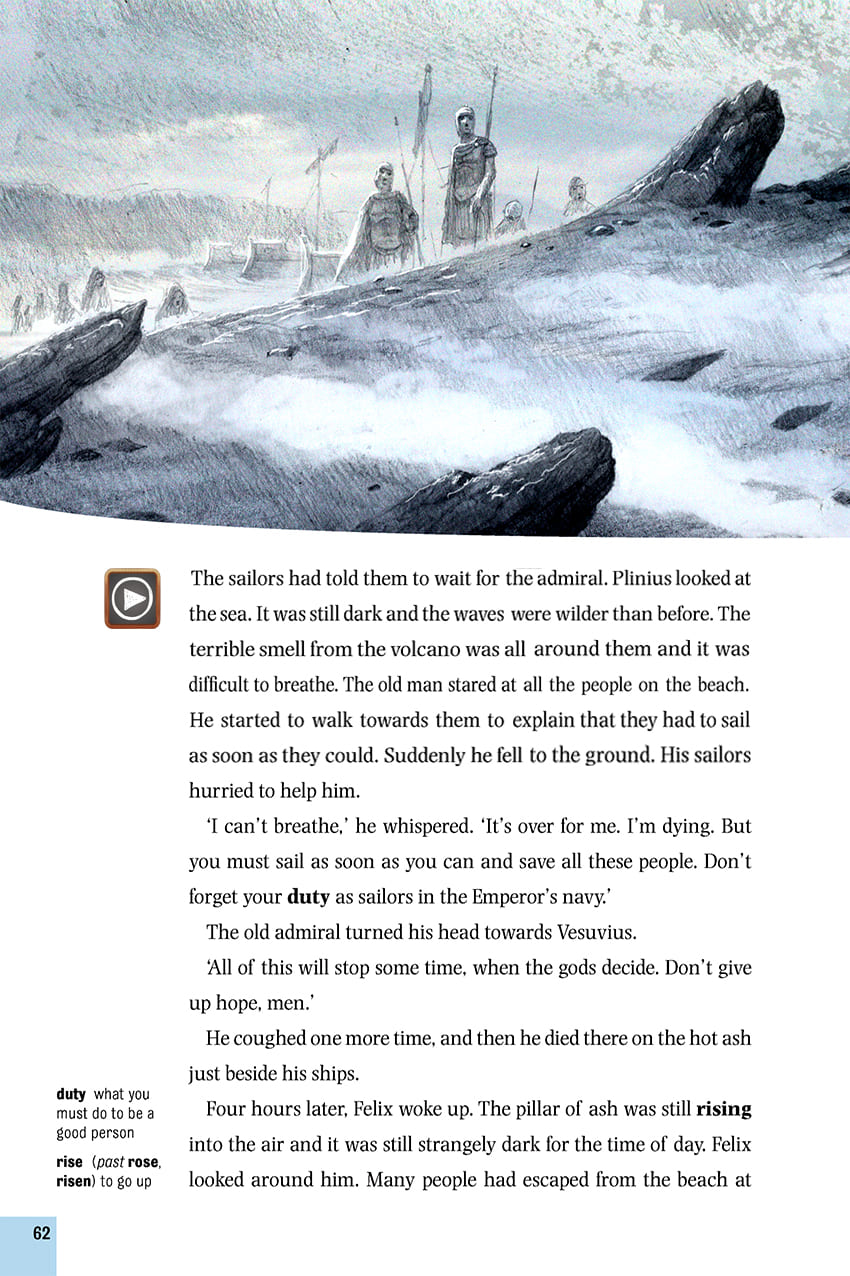 The sailors had told them to wait for the admiral. Plinius looked at
the sea. It was still dark and the waves were wilder than before. The
terrible smell from the volcano was all around them and it was
difficult to breathe. The old man stared at all the people on the beach.
He started to walk towards them to explain that they had to sail
as soon as they could. Suddenly he fell to the ground. His sailors
hurried to help him.
‘I can’t breathe,’ he whispered. ‘It’s over for me. I’m dying. But
you must sail as soon as you can and save all these people. Don’t
forget your duty as sailors in the Emperor’s navy.’
The old admiral turned his head towards Vesuvius.
‘All of this will stop some time, when the gods decide. Don’t give
up hope, men.’
He coughed one more time, and then he died there on the hot ash
just beside his ships.
Four hours later, Felix woke up. The pillar of ash was still rising
into the air and it was still strangely dark for the time of day. Felix
looked around him. Many people had escaped from the beach at
duty what you
must do to be a
good person
rise (past rose,
risen) to go up
62